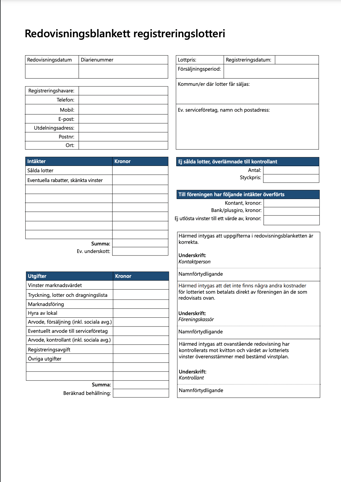 Redovisningsblankett registreringslotteri
Redovisningsdatum
Diarienummer
Registreringshavare:
Telefon:
Mobil:
E-post:
Utdelningsadress:
Postnr:
Ort:
Lottpris:
Registreringsdatum:
Försäljningsperiod:
Kommun/er där lotter får säljas:
Ev. serviceföretag, namn och postadress:
Intäkter
Kronor
Sålda lotter
Eventuella rabatter, skänkta vinster
Summa:
Ev. underskott:
Utgifter
Kronor
Vinster marknadsvärdet
Tryckning, lotter och dragningslista
Marknadsföring
Hyra av lokal
Arvode, försäljning (inkl. sociala avg.)
Eventuellt arvode till serviceföretag
Arvode, kontrollant (inkl. sociala avg.)
Registreringsavgift
Övriga utgifter
Summa:
Beräknad behållning:
Ej sålda lotter, överlämnade till kontrollant
Antal:
Styckpris:
Till föreningen har följande intäkter överförts
Kontant, kronor:
Bank/plusgiro, kronor:
Ej utlösta vinster till ett värde av, kronor:
Härmed intygas att uppgifterna i redovisningsblanketten är
korrekta.
Underskrift:
Kontaktperson
Namnförtydligande
Härmed intygas att det inte finns några andra kostnader
för lotteriet som betalats direkt av föreningen än de som
redovisats ovan.
Underskrift:
Föreningskassör
Namnförtydligande
Härmed intygas att ovanstående redovisning har
kontrollerats mot kvitton och värdet av lotteriets
vinster överensstämmer med bestämd vinstplan.
Underskrift:
Kontrollant
Namnförtydligande